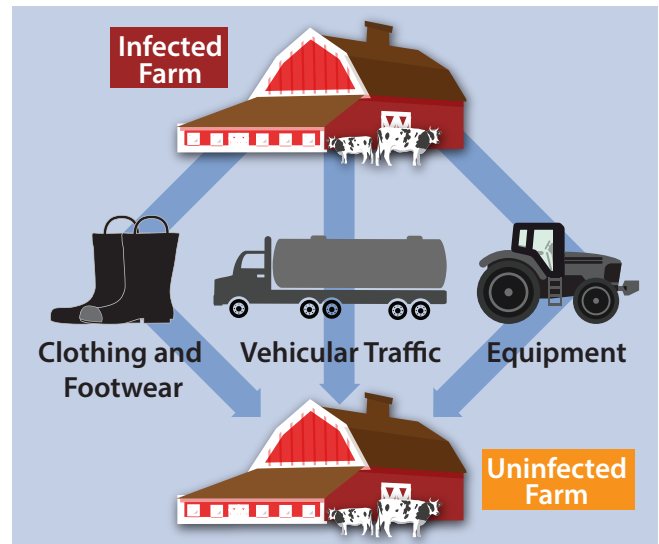 Infected
Farm
Clothing and
Footwear
Vehicular Traffic
Equipment
Uninfected
Farm